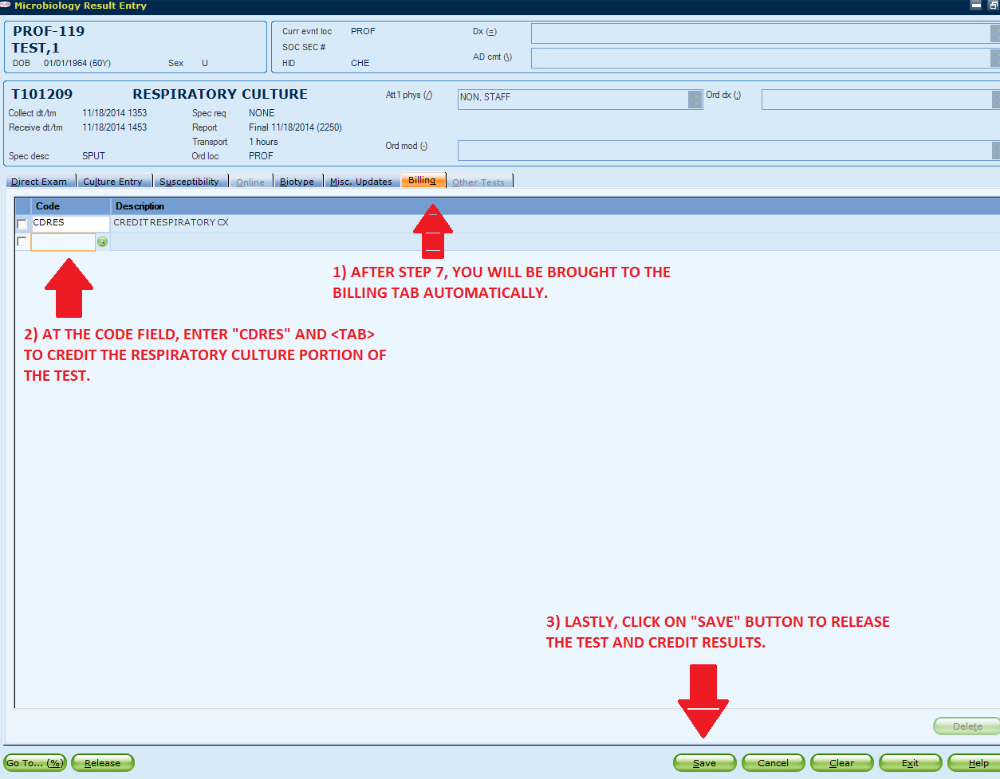 Microbiology Result Entry
PROF-119
TEST,1
DOB 01/01/1964 (50Y) Sex U
Curr evnt loc PROF
SOC SEC #
HID CHE
Dx (=)
AD cmt (\)
T101209 RESPIRATORY CULTURE
Collect dt/tm 11/18/2014 1353 Spec req NONE
Receive dt/tm 11/18/2014 1453 Report Final 11/18/2014 (2250)
Transport 1 hours
Spec desc SPUT Ord loc PROF
Att1 phys (/) NON, STAFF Ord dx (;)
Ord mod (-)
Direct Exam Culture Entry Susceptibility Online Biotype Misc. Updates Billing Other Tests
Code Description
CDRES CREDIT RESPIRATORY CX
1) AFTER STEP 7, YOU WILL BE BROUGHT TO THE
BILLING TAB AUTOMATICALLY.
2) AT THE CODE FIELD, ENTER "CDRES" AND <TAB>
TO CREDIT THE RESPIRATORY CULTURE PORTION OF
THE TEST.
3) LASTLY, CLICK ON "SAVE" BUTTON TO RELEASE
THE TEST AND CREDIT RESULTS.
Delete
Go To... (%) Release Save Cancel Clear Exit Help